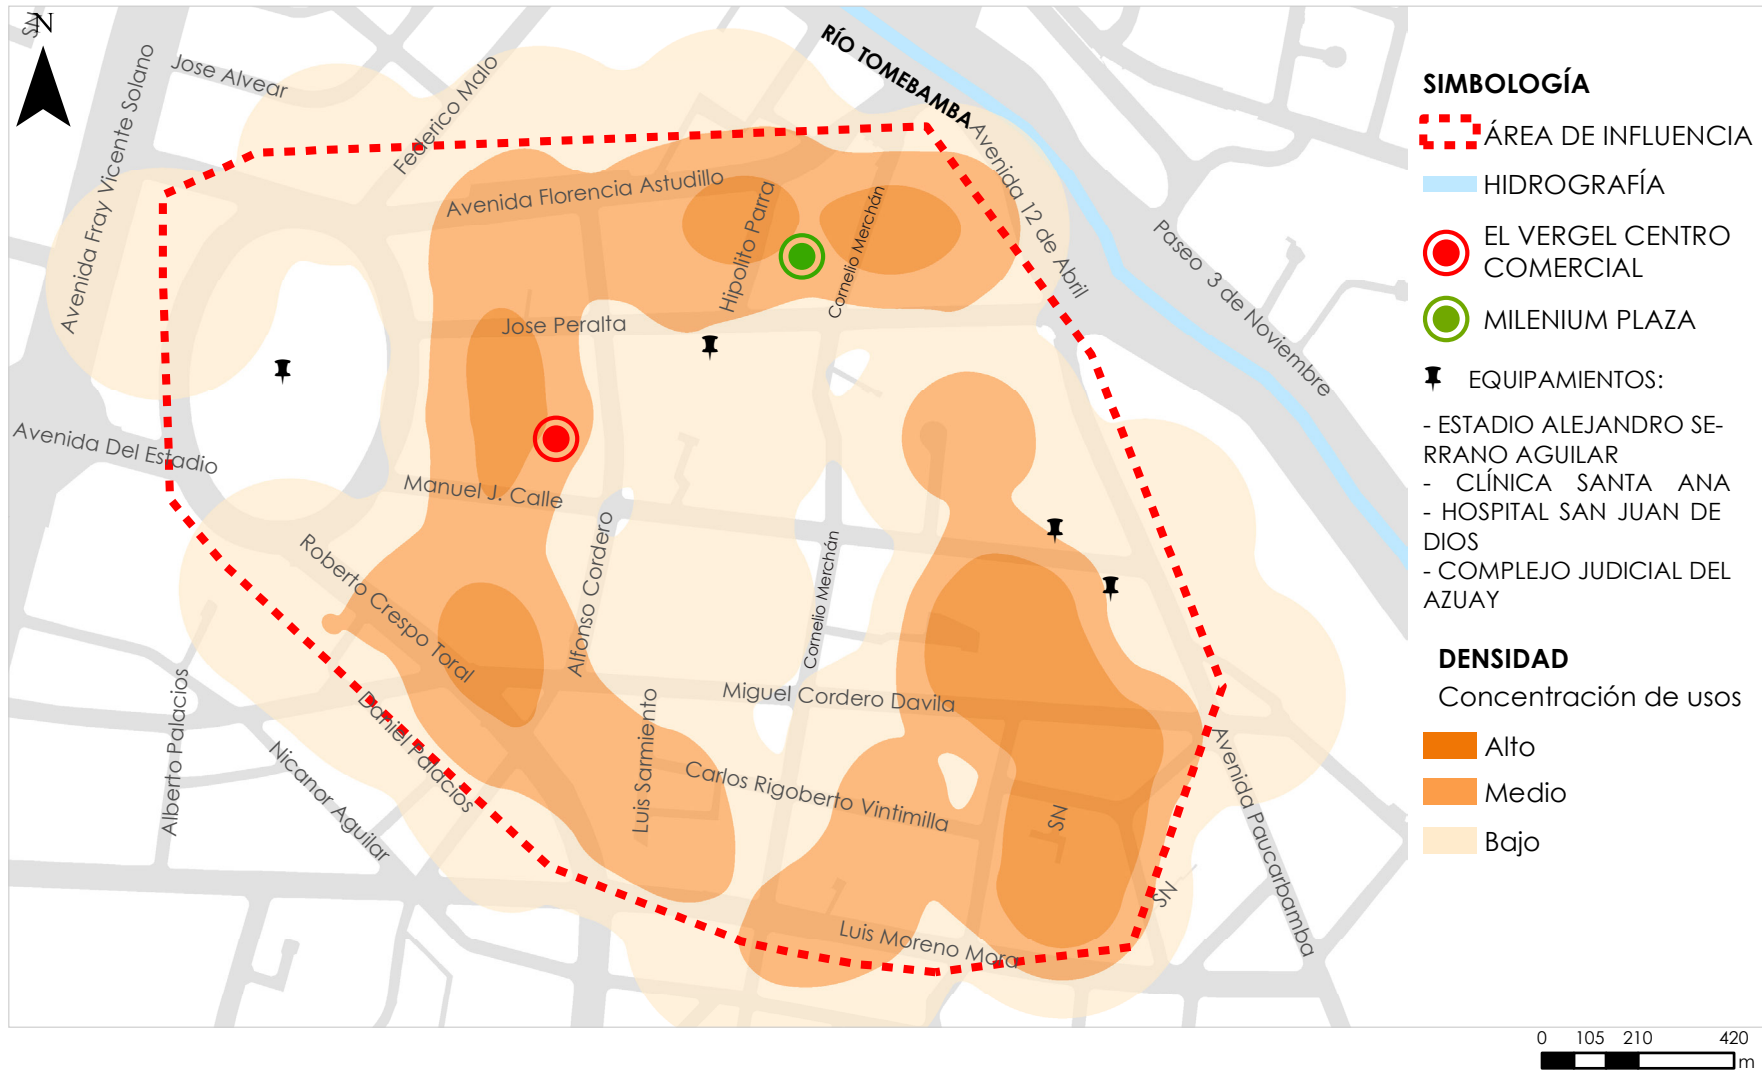 SN
N
Jose Alvear
Avenida Fray Vicente Solano
Federico Malo
RÍO TOMEBAMBA
Avenida 12 de Abril
Paseo 3 de Noviembre
Avenida Florencia Astudillo
Hipolito Parra
Cornelio Merchán
Jose Peralta
Avenida Del Estadio
Manuel J. Calle
Roberto Crespo Toral
Alfonso Cordero
Cornelio Merchán
Miguel Cordero Davila
Alberto Palacios
Daniel Palacios
Nicanor Aguilar
Luis Sarmiento
Carlos Rigoberto Vintimilla
SN
SN
Avenida Paucarbamba
Luis Moreno Mora
SIMBOLOGÍA
ÁREA DE INFLUENCIA
HIDROGRAFÍA
EL VERGEL CENTRO
COMERCIAL
MILENIUM PLAZA
EQUIPAMIENTOS:
- ESTADIO ALEJANDRO SE-
RRANO AGUILAR
- CLÍNICA SANTA ANA
- HOSPITAL SAN JUAN DE
DIOS
- COMPLEJO JUDICIAL DEL
AZUAY
DENSIDAD
Concentración de usos
Alto
Medio
Bajo
0 105 210 420
m